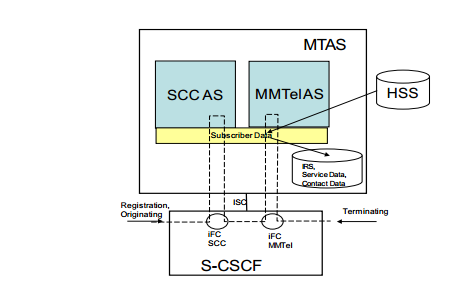 MTAS
SCC AS
MMTelAS
HSS
Subscriber Data
IRS,
Service Data,
Contact Data
Registration,
Originating
ISC
Terminating
iFC
SCC
iFC
MMTel
S-CSCF